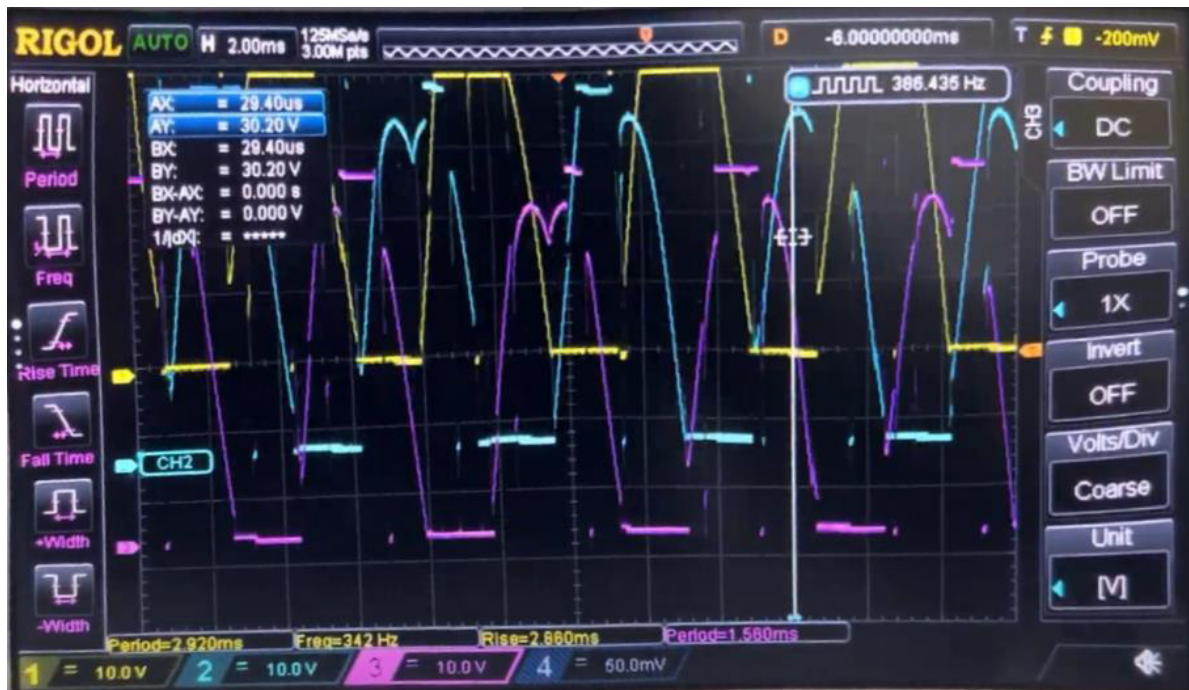 RIGOL AUTO H 2.00ms 125MSa/s 3.00M pts D -6.00000000ms T 1 -200mV
Horizontal
Period
Freq
Rise Time
Fall Time
+Width
-Width
AX: = 29.40us
AY: = 30.20 V
BX: = 29.40us
BY: = 30.20 V
BX-AX: = 0.000 s
BY-AY: = 0.000 V
1/|dX|: = *****
386.435 Hz
CH2
CH3
Coupling
DC
BW Limit
OFF
Probe
1X
Invert
OFF
Volts/Div
Coarse
Unit
[V]
Period=2.920ms Freq=342 Hz Rise=2.860ms Period=1.560ms
1 = 10.0 V 2 = 10.0 V 3 = 10.0 V 4 = 50.0mV